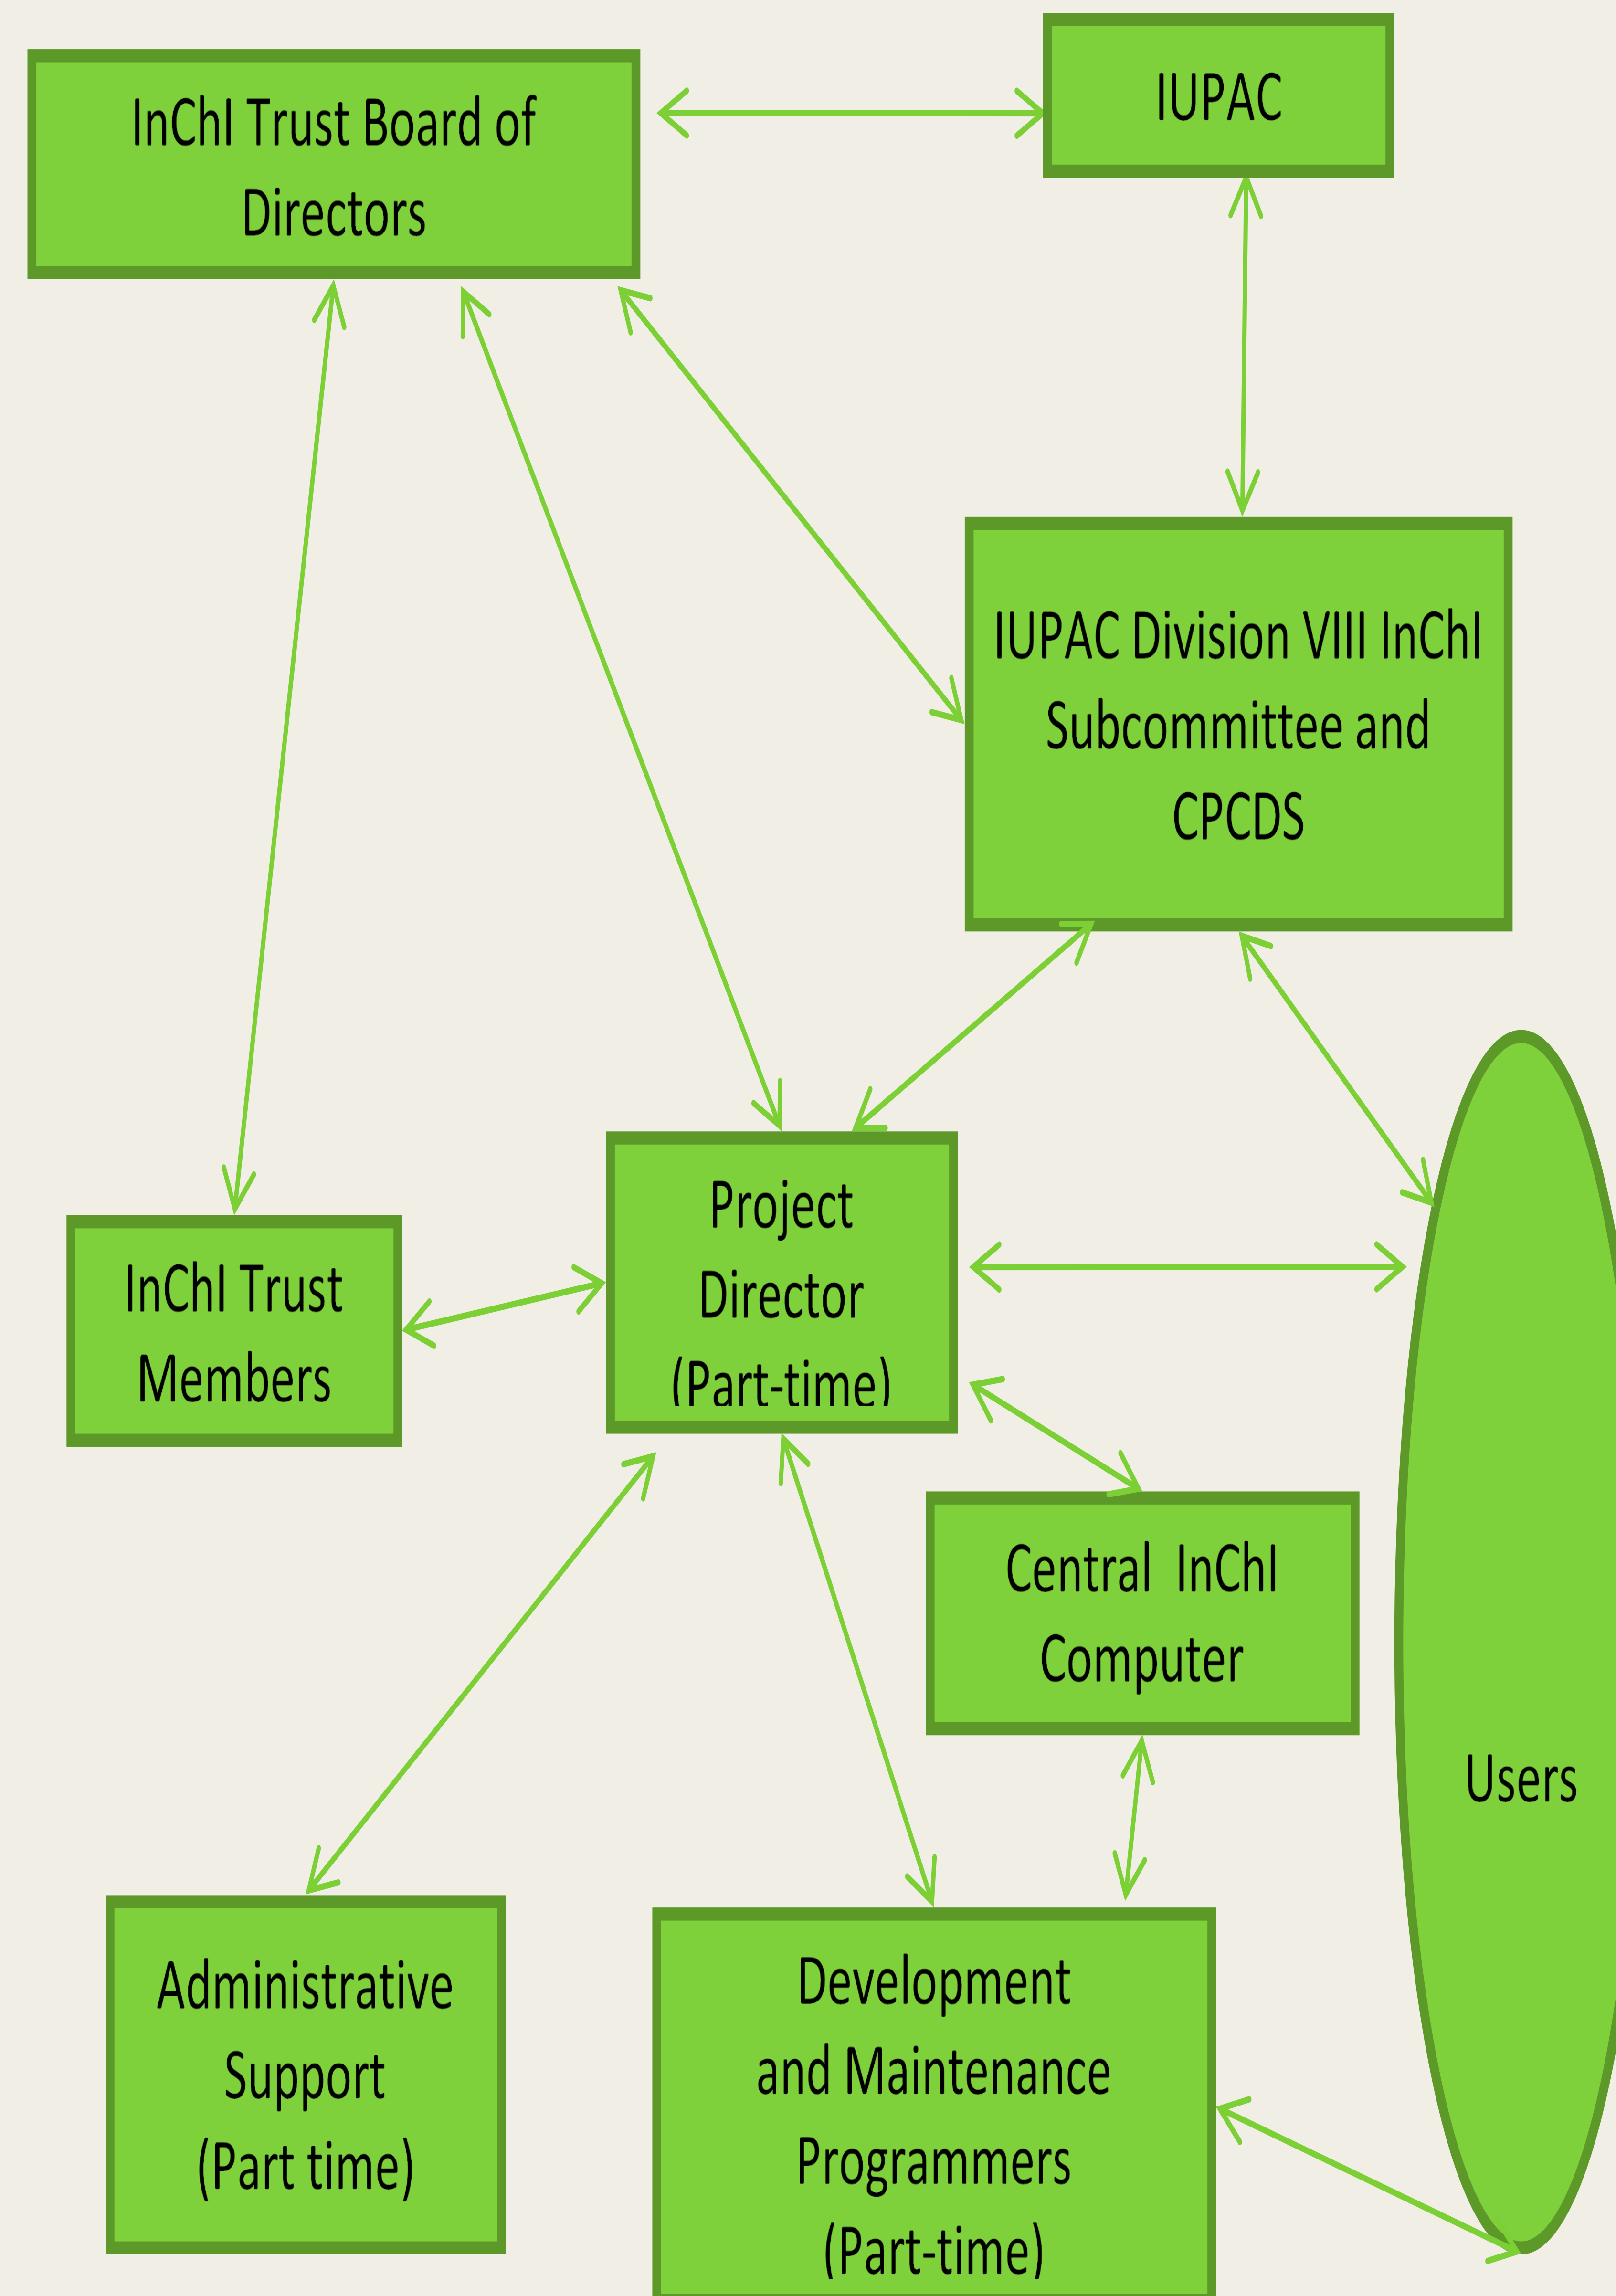 InChI Trust Board of
Directors
IUPAC
IUPAC Division VIII InChI
Subcommittee and
CPCDS
Project
Director
(Part-time)
InChI Trust
Members
Central InChI
Computer
Users
Administrative
Support
(Part time)
Development
and Maintenance
Programmers
(Part-time)